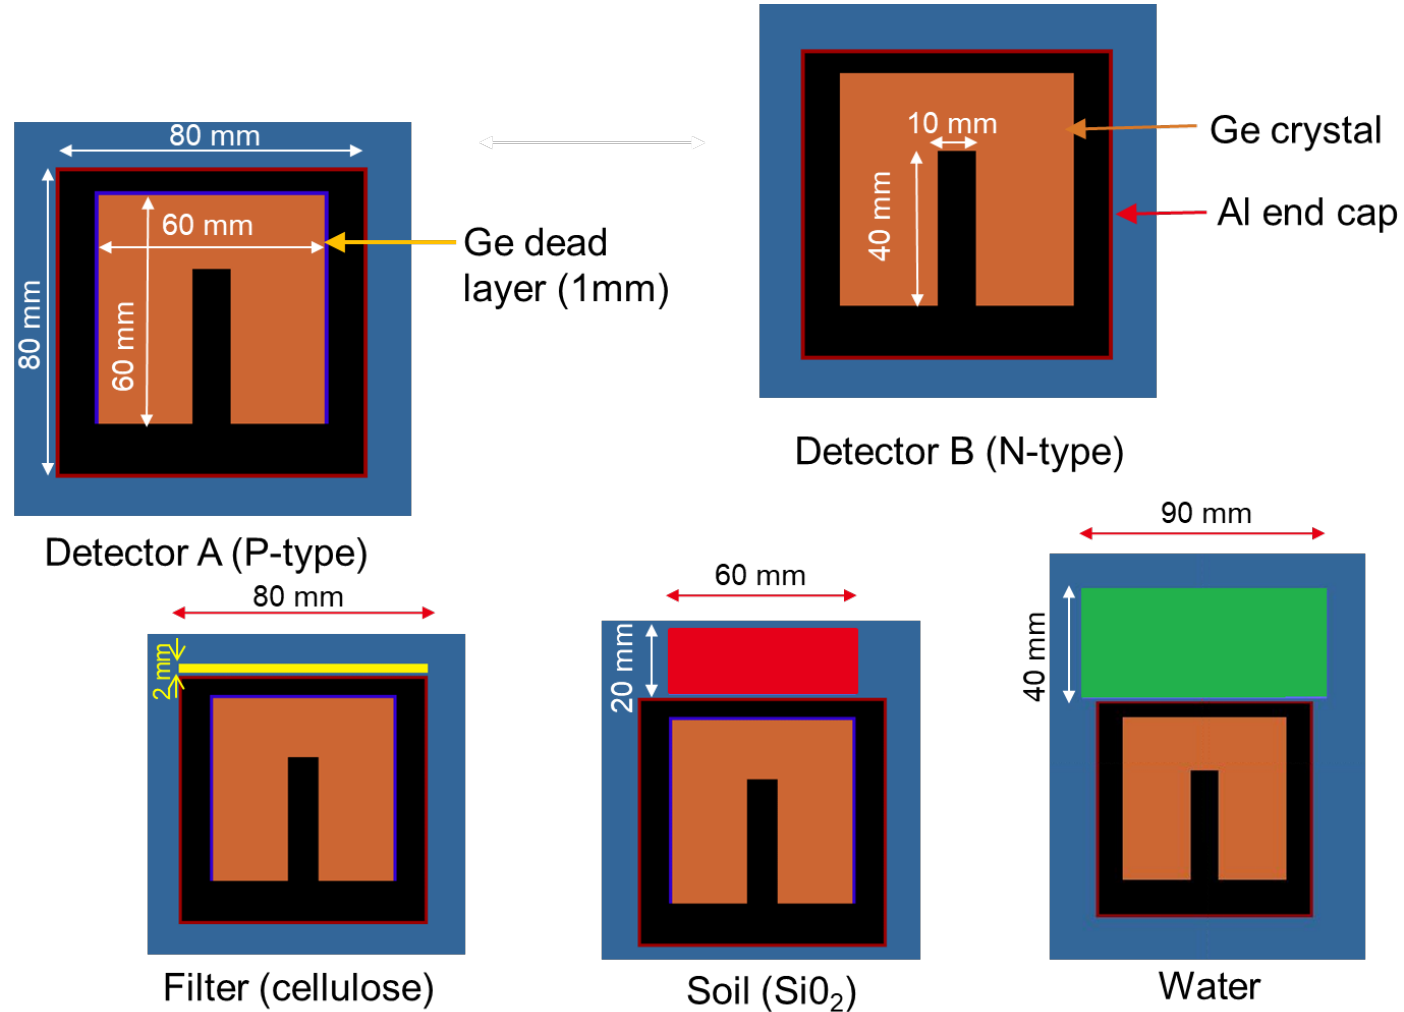 80 mm
60 mm
60 mm
80 mm
Ge dead
layer (1mm)
Detector A (P-type)
10 mm
40 mm
Ge crystal
Al end cap
Detector B (N-type)
80 mm
2 mm
Filter (cellulose)
60 mm
20 mm
Soil (Si0₂)
90 mm
40 mm
Water